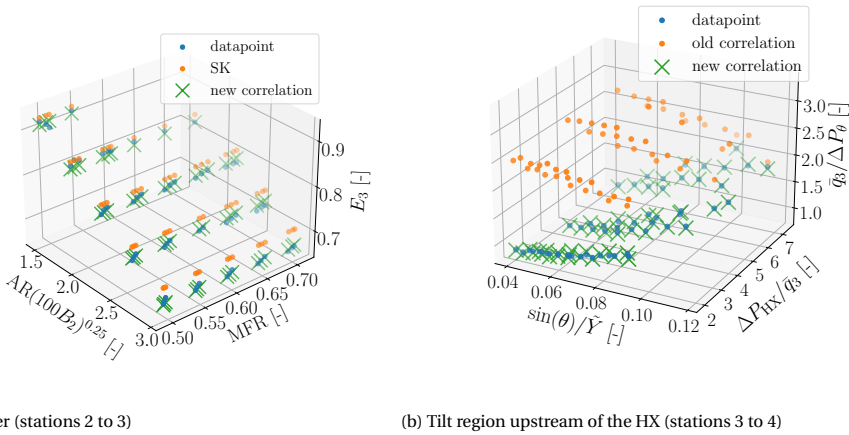 datapoint
SK
new correlation
0.9
0.8
0.7
E₃ [-]
1.5
2.0
2.5
3.0
AR(100B₂)^0.25 [-]
0.50
0.55
0.60
0.65
0.70
MFR [-]
datapoint
old correlation
new correlation
3.0
2.5
2.0
1.5
1.0
q̄₃/ΔP_θ [-]
0.04
0.06
0.08
0.10
0.12
sin(θ)/Ỹ [-]
2
3
4
5
6
7
ΔP_HX/q̄₃ [-]
er (stations 2 to 3)
(b) Tilt region upstream of the HX (stations 3 to 4)